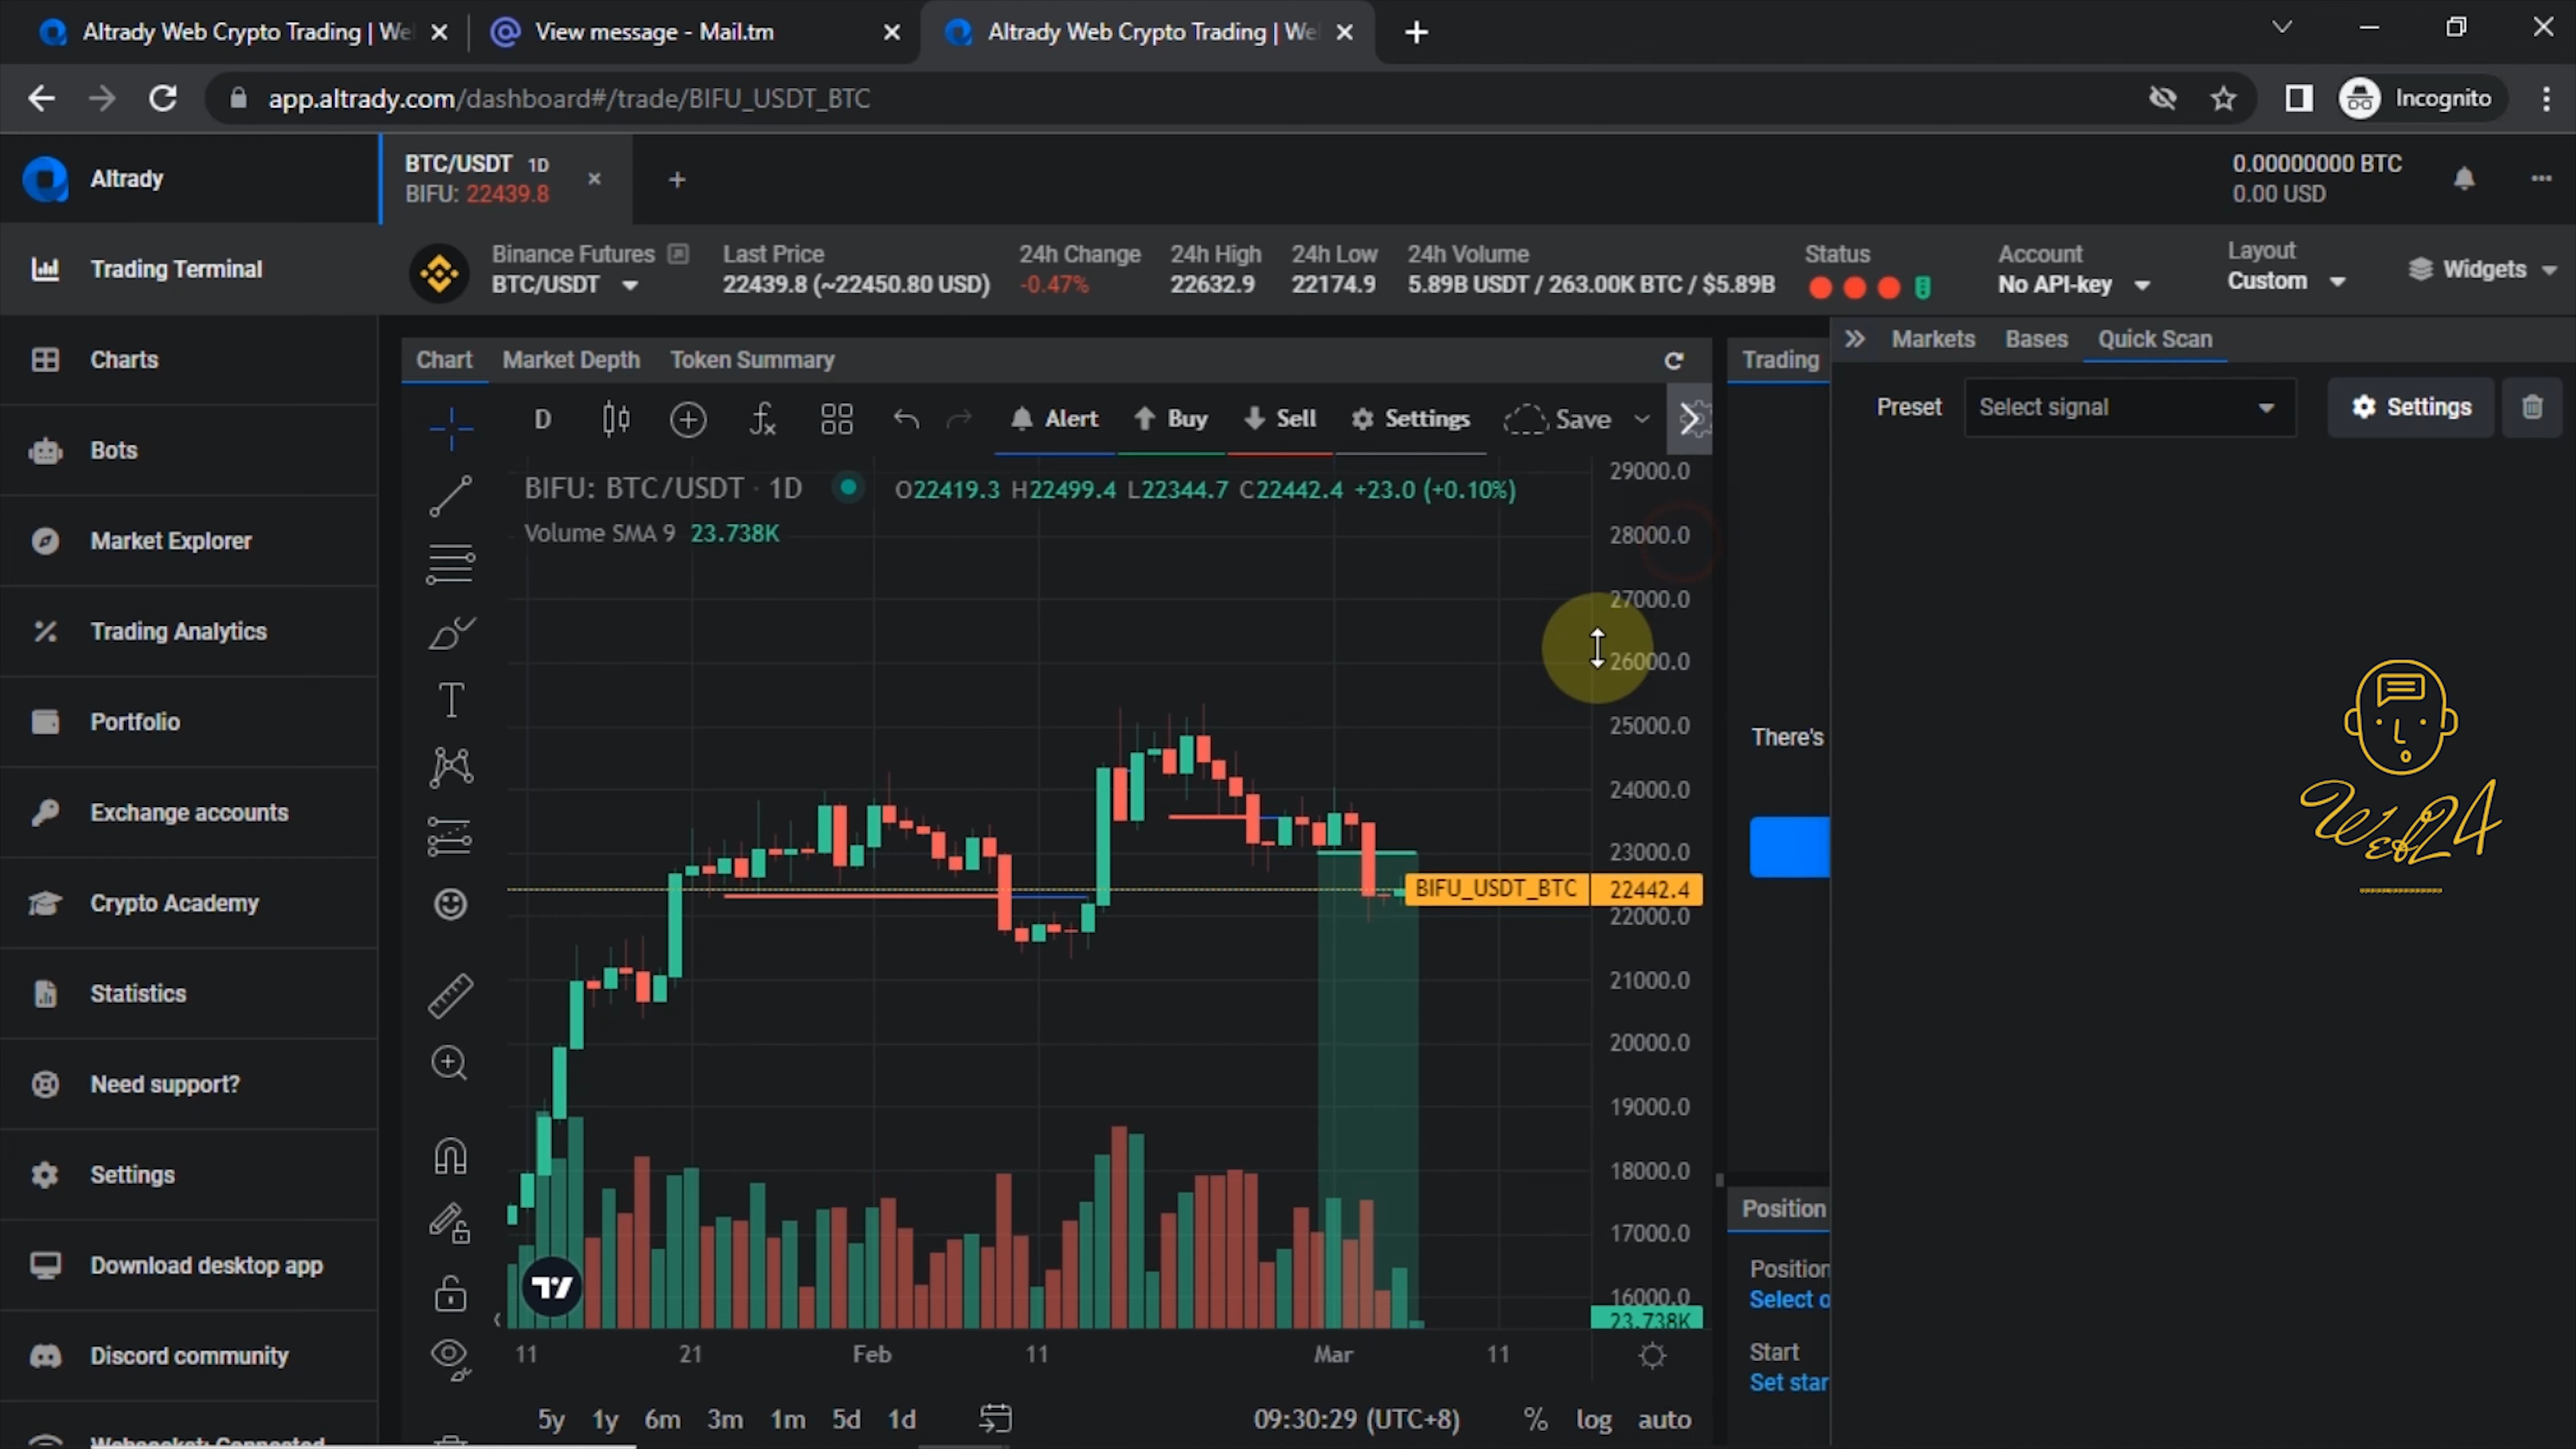 Altrady Web Crypto Trading | We
View message - Mail.tm
Altrady Web Crypto Trading | We
app.altrady.com/dashboard#/trade/BIFU_USDT_BTC
Incognito
Altrady
BTC/USDT 1D
BIFU: 22439.8
0.00000000 BTC
0.00 USD
Trading Terminal
Binance Futures
BTC/USDT
Last Price
22439.8 (~22450.80 USD)
24h Change
-0.47%
24h High
22632.9
24h Low
22174.9
24h Volume
5.89B USDT / 263.00K BTC / $5.89B
Status
Account
No API-key
Layout
Custom
Widgets
Charts
Bots
Market Explorer
Trading Analytics
Portfolio
Exchange accounts
Crypto Academy
Statistics
Need support?
Settings
Download desktop app
Discord community
Websocket: Connected
Chart Market Depth Token Summary
D Alert Buy Sell Settings Save
BIFU: BTC/USDT · 1D O22419.3 H22499.4 L22344.7 C22442.4 +23.0 (+0.10%)
Volume SMA 9 23.738K
29000.0
28000.0
27000.0
26000.0
25000.0
24000.0
23000.0
BIFU_USDT_BTC 22442.4
22000.0
21000.0
20000.0
19000.0
18000.0
17000.0
16000.0
23.738K
11 21 Feb 11 Mar 11
5y 1y 6m 3m 1m 5d 1d
09:30:29 (UTC+8) % log auto
Trading
There's
Position
Position
Select o
Start
Set star
Markets Bases Quick Scan
Preset Select signal Settings
Web24